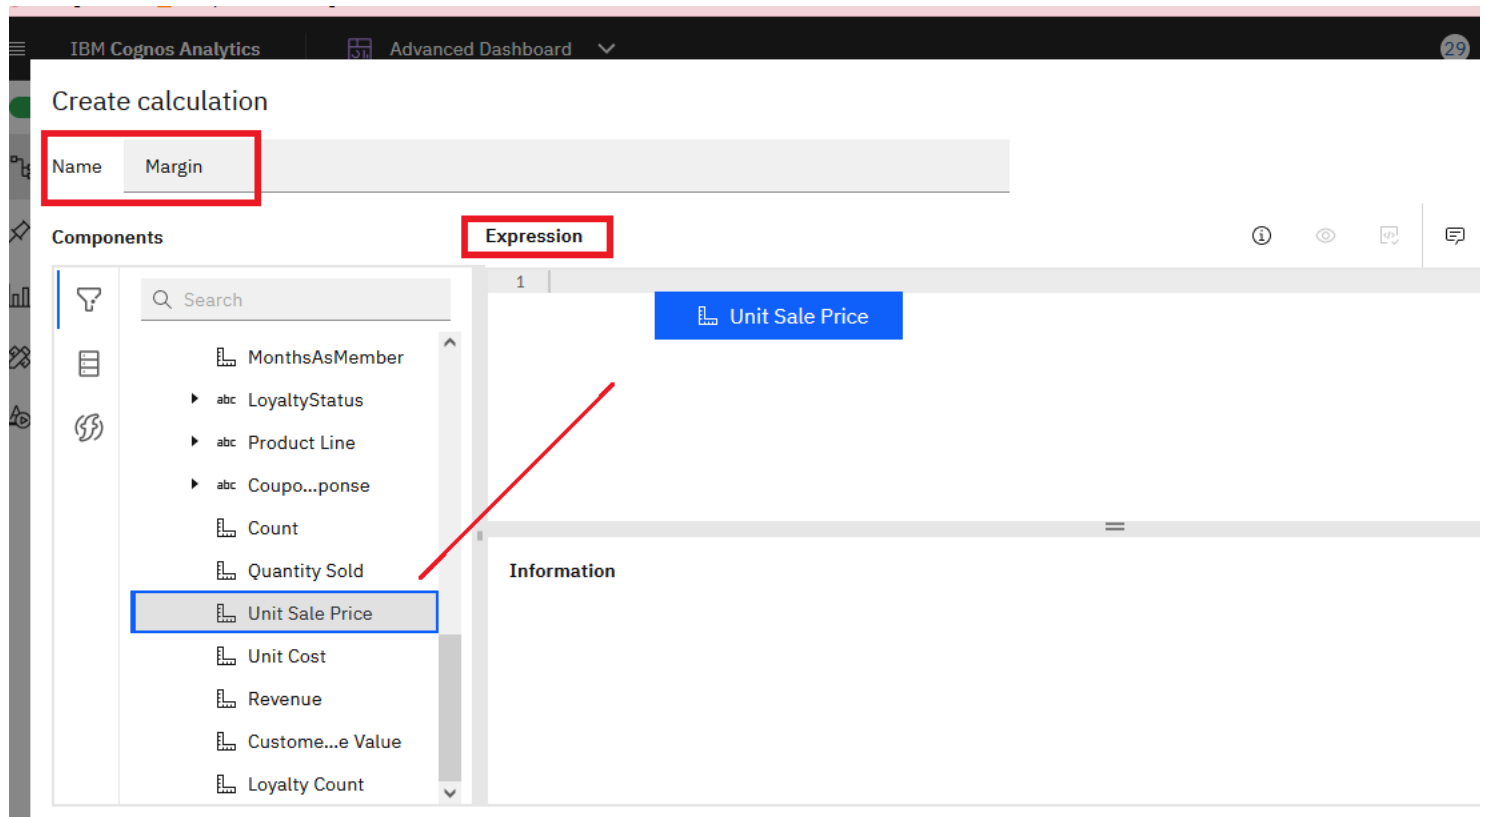 IBM Cognos Analytics
Advanced Dashboard
29
Create calculation
Name
Margin
Components
Expression
Search
1
Unit Sale Price
MonthsAsMember
abc LoyaltyStatus
abc Product Line
abc Coupo...ponse
Count
Quantity Sold
Unit Sale Price
Unit Cost
Revenue
Custome...e Value
Loyalty Count
Information